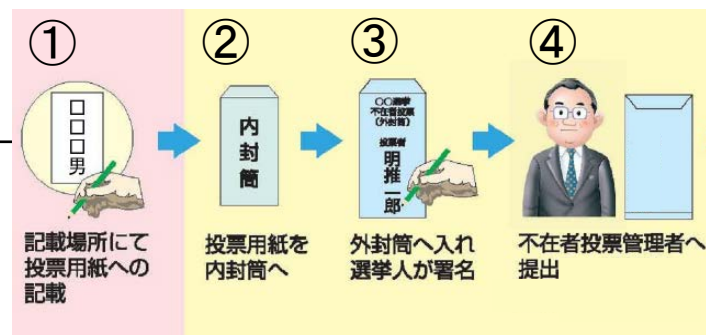 ①
□□□男
記載場所にて
投票用紙への
記載
②
内封筒
投票用紙を
内封筒へ
③
○○選挙
不在者投票
(外封筒)
投票者
明推一郎
外封筒へ入れ
選挙人が署名
④
不在者投票管理者へ
提出